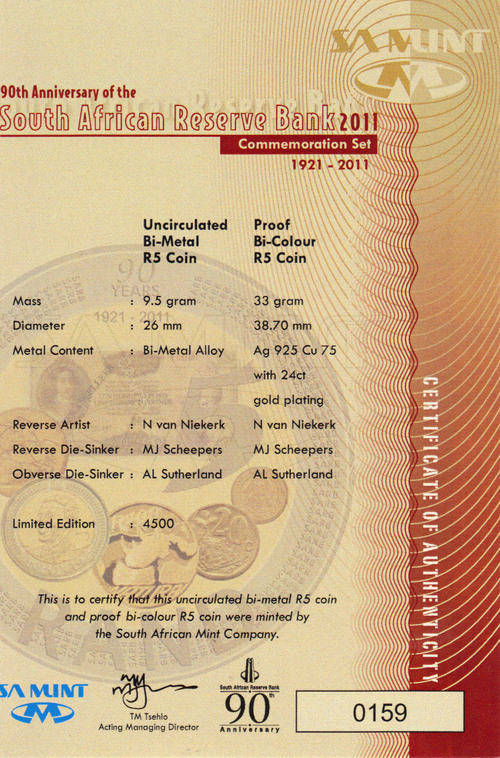 SA MINT
90th Anniversary of the
South African Reserve Bank 2011
Commemoration Set
1921 - 2011
Uncirculated Proof
Bi-Metal Bi-Colour
R5 Coin R5 Coin
Mass : 9.5 gram 33 gram
Diameter : 26 mm 38.70 mm
Metal Content : Bi-Metal Alloy Ag 925 Cu 75
with 24ct
gold plating
Reverse Artist : N van Niekerk N van Niekerk
Reverse Die-Sinker : MJ Scheepers MJ Scheepers
Obverse Die-Sinker : AL Sutherland AL Sutherland
Limited Edition : 4500
90
YEARS
1921 - 2011
20
This is to certify that this uncirculated bi-metal R5 coin
and proof bi-colour R5 coin were minted by
the South African Mint Company.
CERTIFICATE OF AUTHENTICITY
SA MINT
TM Tsehlo
Acting Managing Director
South African Reserve Bank
90th
Anniversary
0159